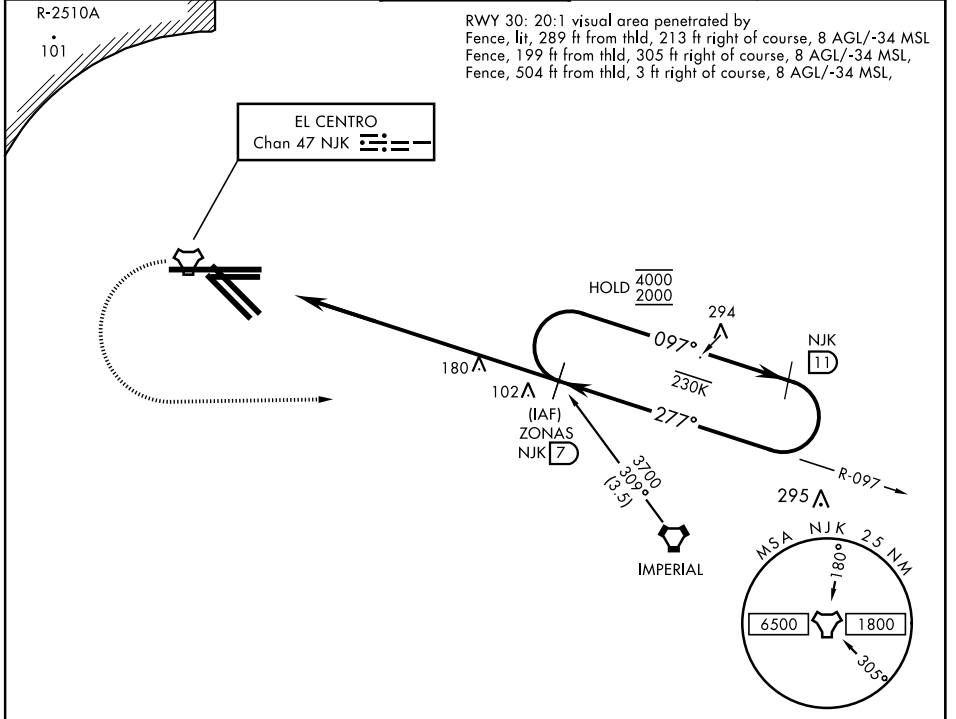 R-2510A
101
RWY 30: 20:1 visual area penetrated by
Fence, lit, 289 ft from thld, 213 ft right of course, 8 AGL/-34 MSL
Fence, 199 ft from thld, 305 ft right of course, 8 AGL/-34 MSL,
Fence, 504 ft from thld, 3 ft right of course, 8 AGL/-34 MSL,
EL CENTRO
Chan 47 NJK
HOLD 4000
2000
294
097°
NJK
11
180
102
230K
277°
(IAF)
ZONAS
NJK 7
3700
309°
(3.5)
R-097
295
IMPERIAL
MSA NJK 25 NM
180°
6500
1800
305°